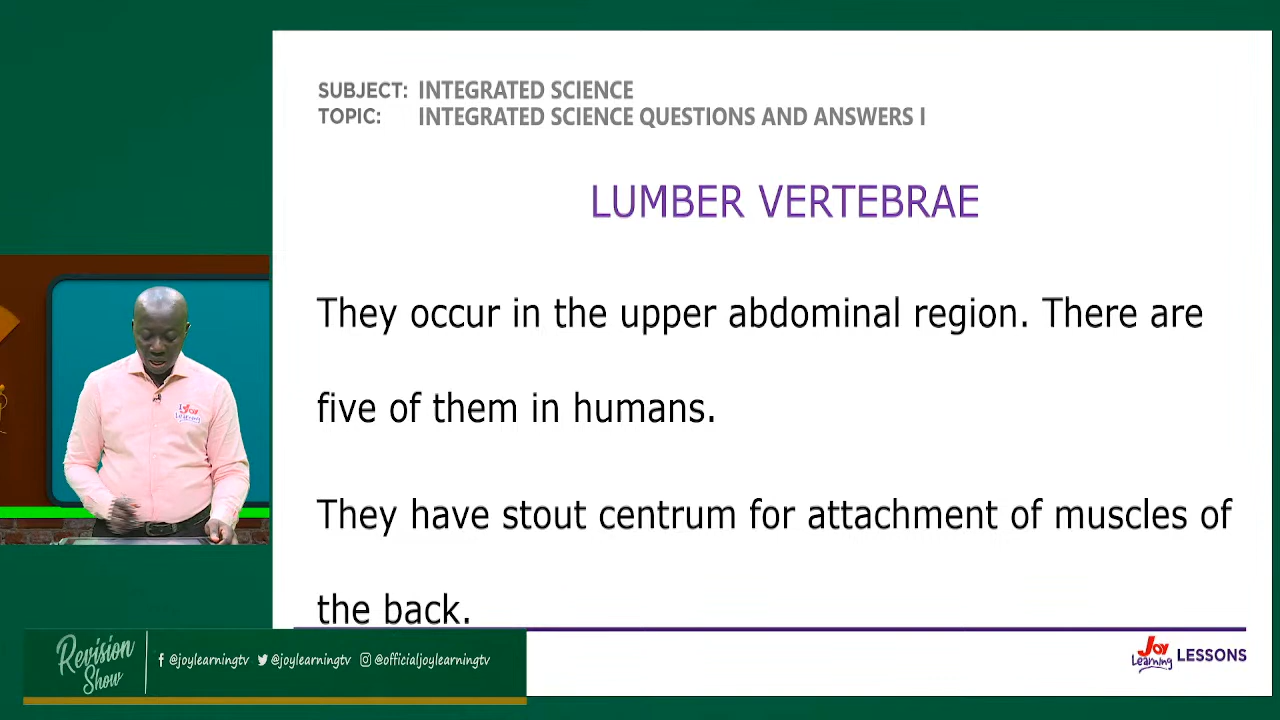 SUBJECT: INTEGRATED SCIENCE
TOPIC: INTEGRATED SCIENCE QUESTIONS AND ANSWERS I
LUMBER VERTEBRAE
They occur in the upper abdominal region. There are
five of them in humans.
They have stout centrum for attachment of muscles of
the back.
Joy Learning
Revision Show
@joylearningtv @joylearningtv @officialjoylearningtv
Joy Learning LESSONS